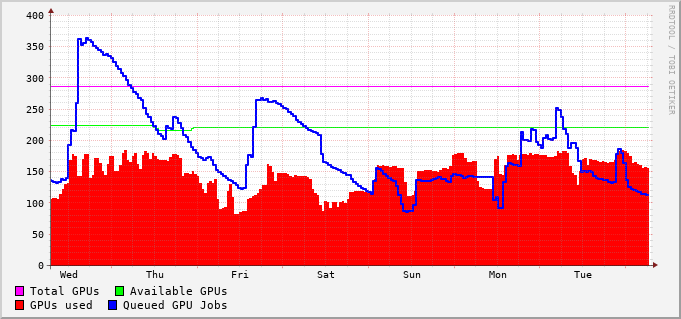 400
350
300
250
200
150
100
50
0
Wed Thu Fri Sat Sun Mon Tue
Total GPUs Available GPUs
GPUs used Queued GPU Jobs
RRDTOOL / TOBI OETIKER